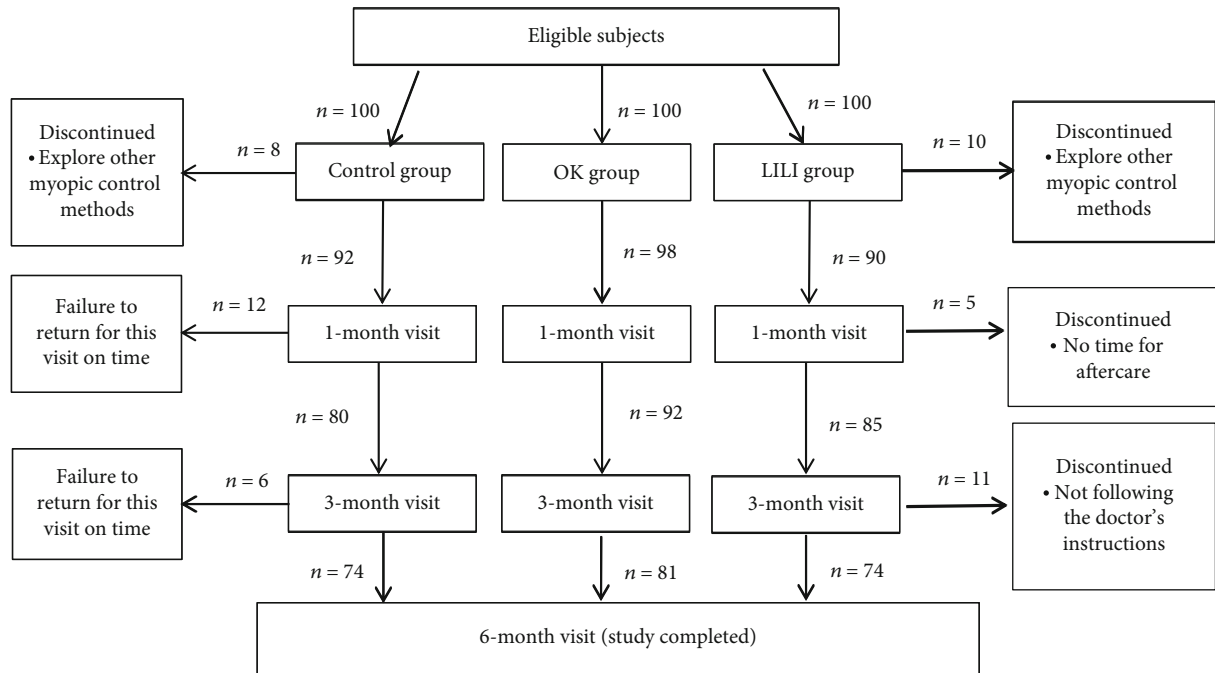 Eligible subjects
n = 100
n = 100
n = 100
Discontinued
• Explore other
myopic control
methods
n = 8
Control group
OK group
LILI group
n = 10
Discontinued
• Explore other
myopic control
methods
n = 92
n = 98
n = 90
Failure to
return for this
visit on time
n = 12
1-month visit
1-month visit
1-month visit
n = 5
Discontinued
• No time for
aftercare
n = 80
n = 92
n = 85
Failure to
return for this
visit on time
n = 6
3-month visit
3-month visit
3-month visit
n = 11
Discontinued
• Not following
the doctor's
instructions
n = 74
n = 81
n = 74
6-month visit (study completed)